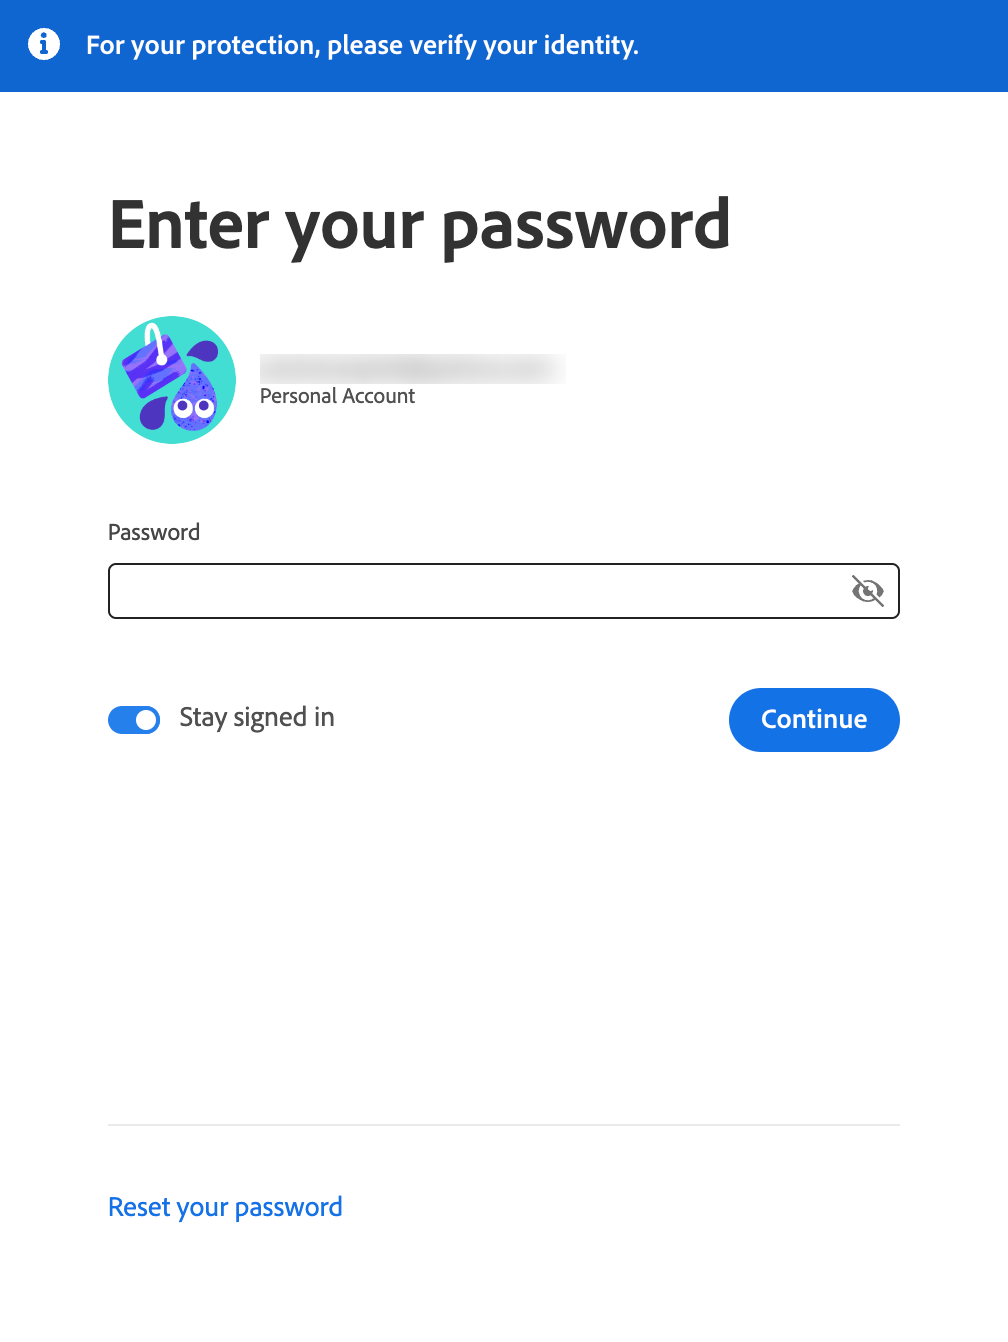 For your protection, please verify your identity.
Enter your password
Personal Account
Password
Stay signed in
Continue
Reset your password